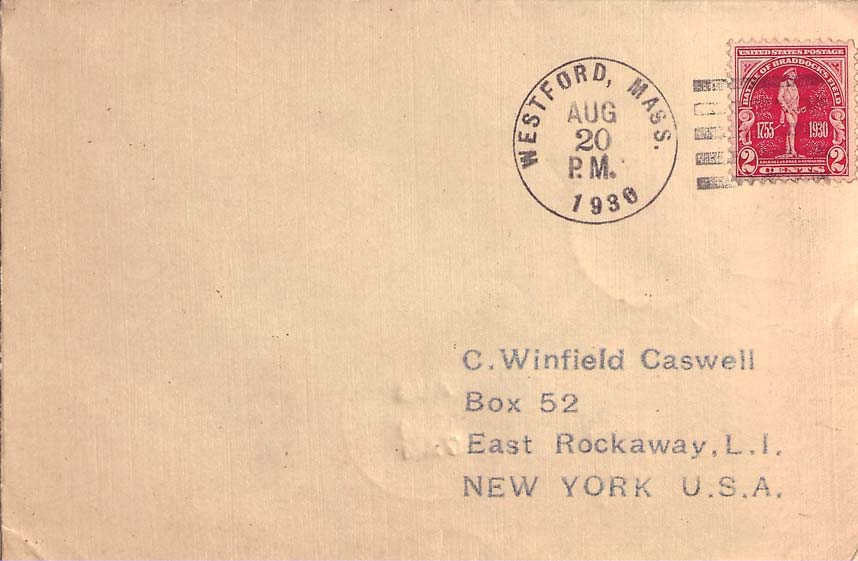 WESTFORD, MASS.
AUG
20
P.M.
1930
UNITED STATES POSTAGE
BATTLE OF BRADDOCK'S FIELD
1755 1930
2 2
CENTS
C. Winfield Caswell
Box 52
East Rockaway, L.I.
NEW YORK U.S.A.